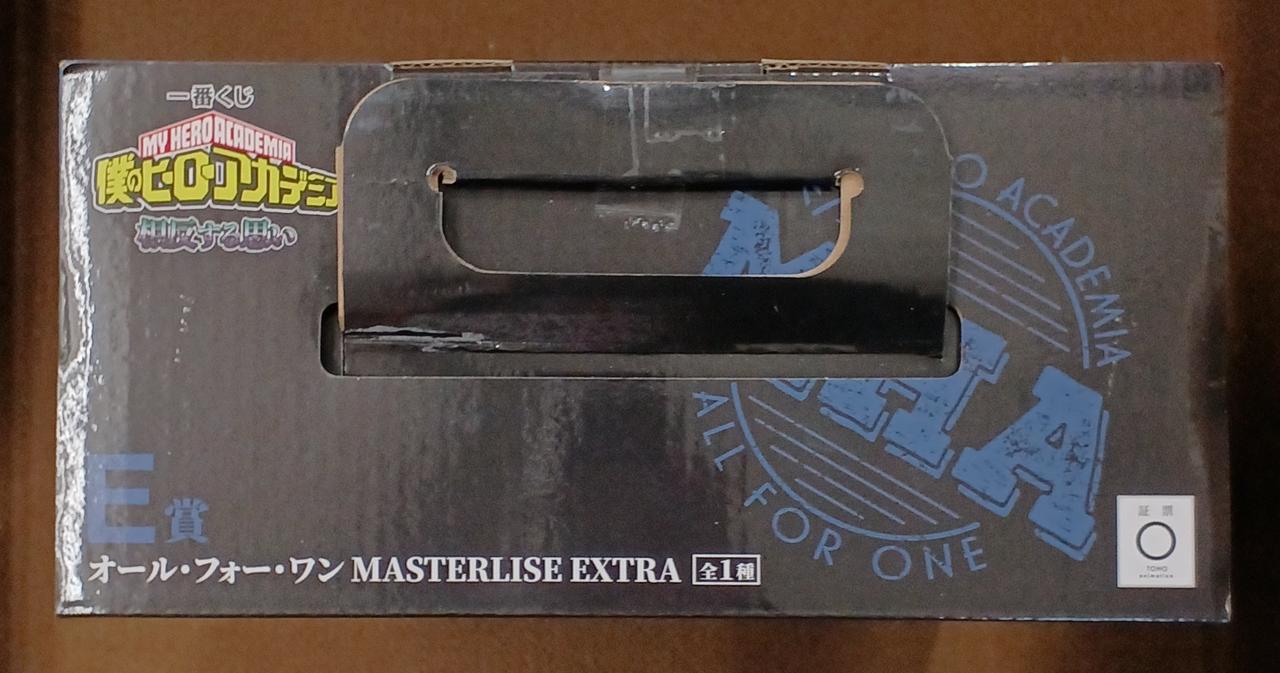 一番くじ
MY HERO ACADEMIA
僕のヒーローアカデミア
相反する思い
O ACADEMIA
HA
ALL FOR ONE
E賞
オール・フォー・ワン MASTERLISE EXTRA 全1種
証票
TOHO
animation